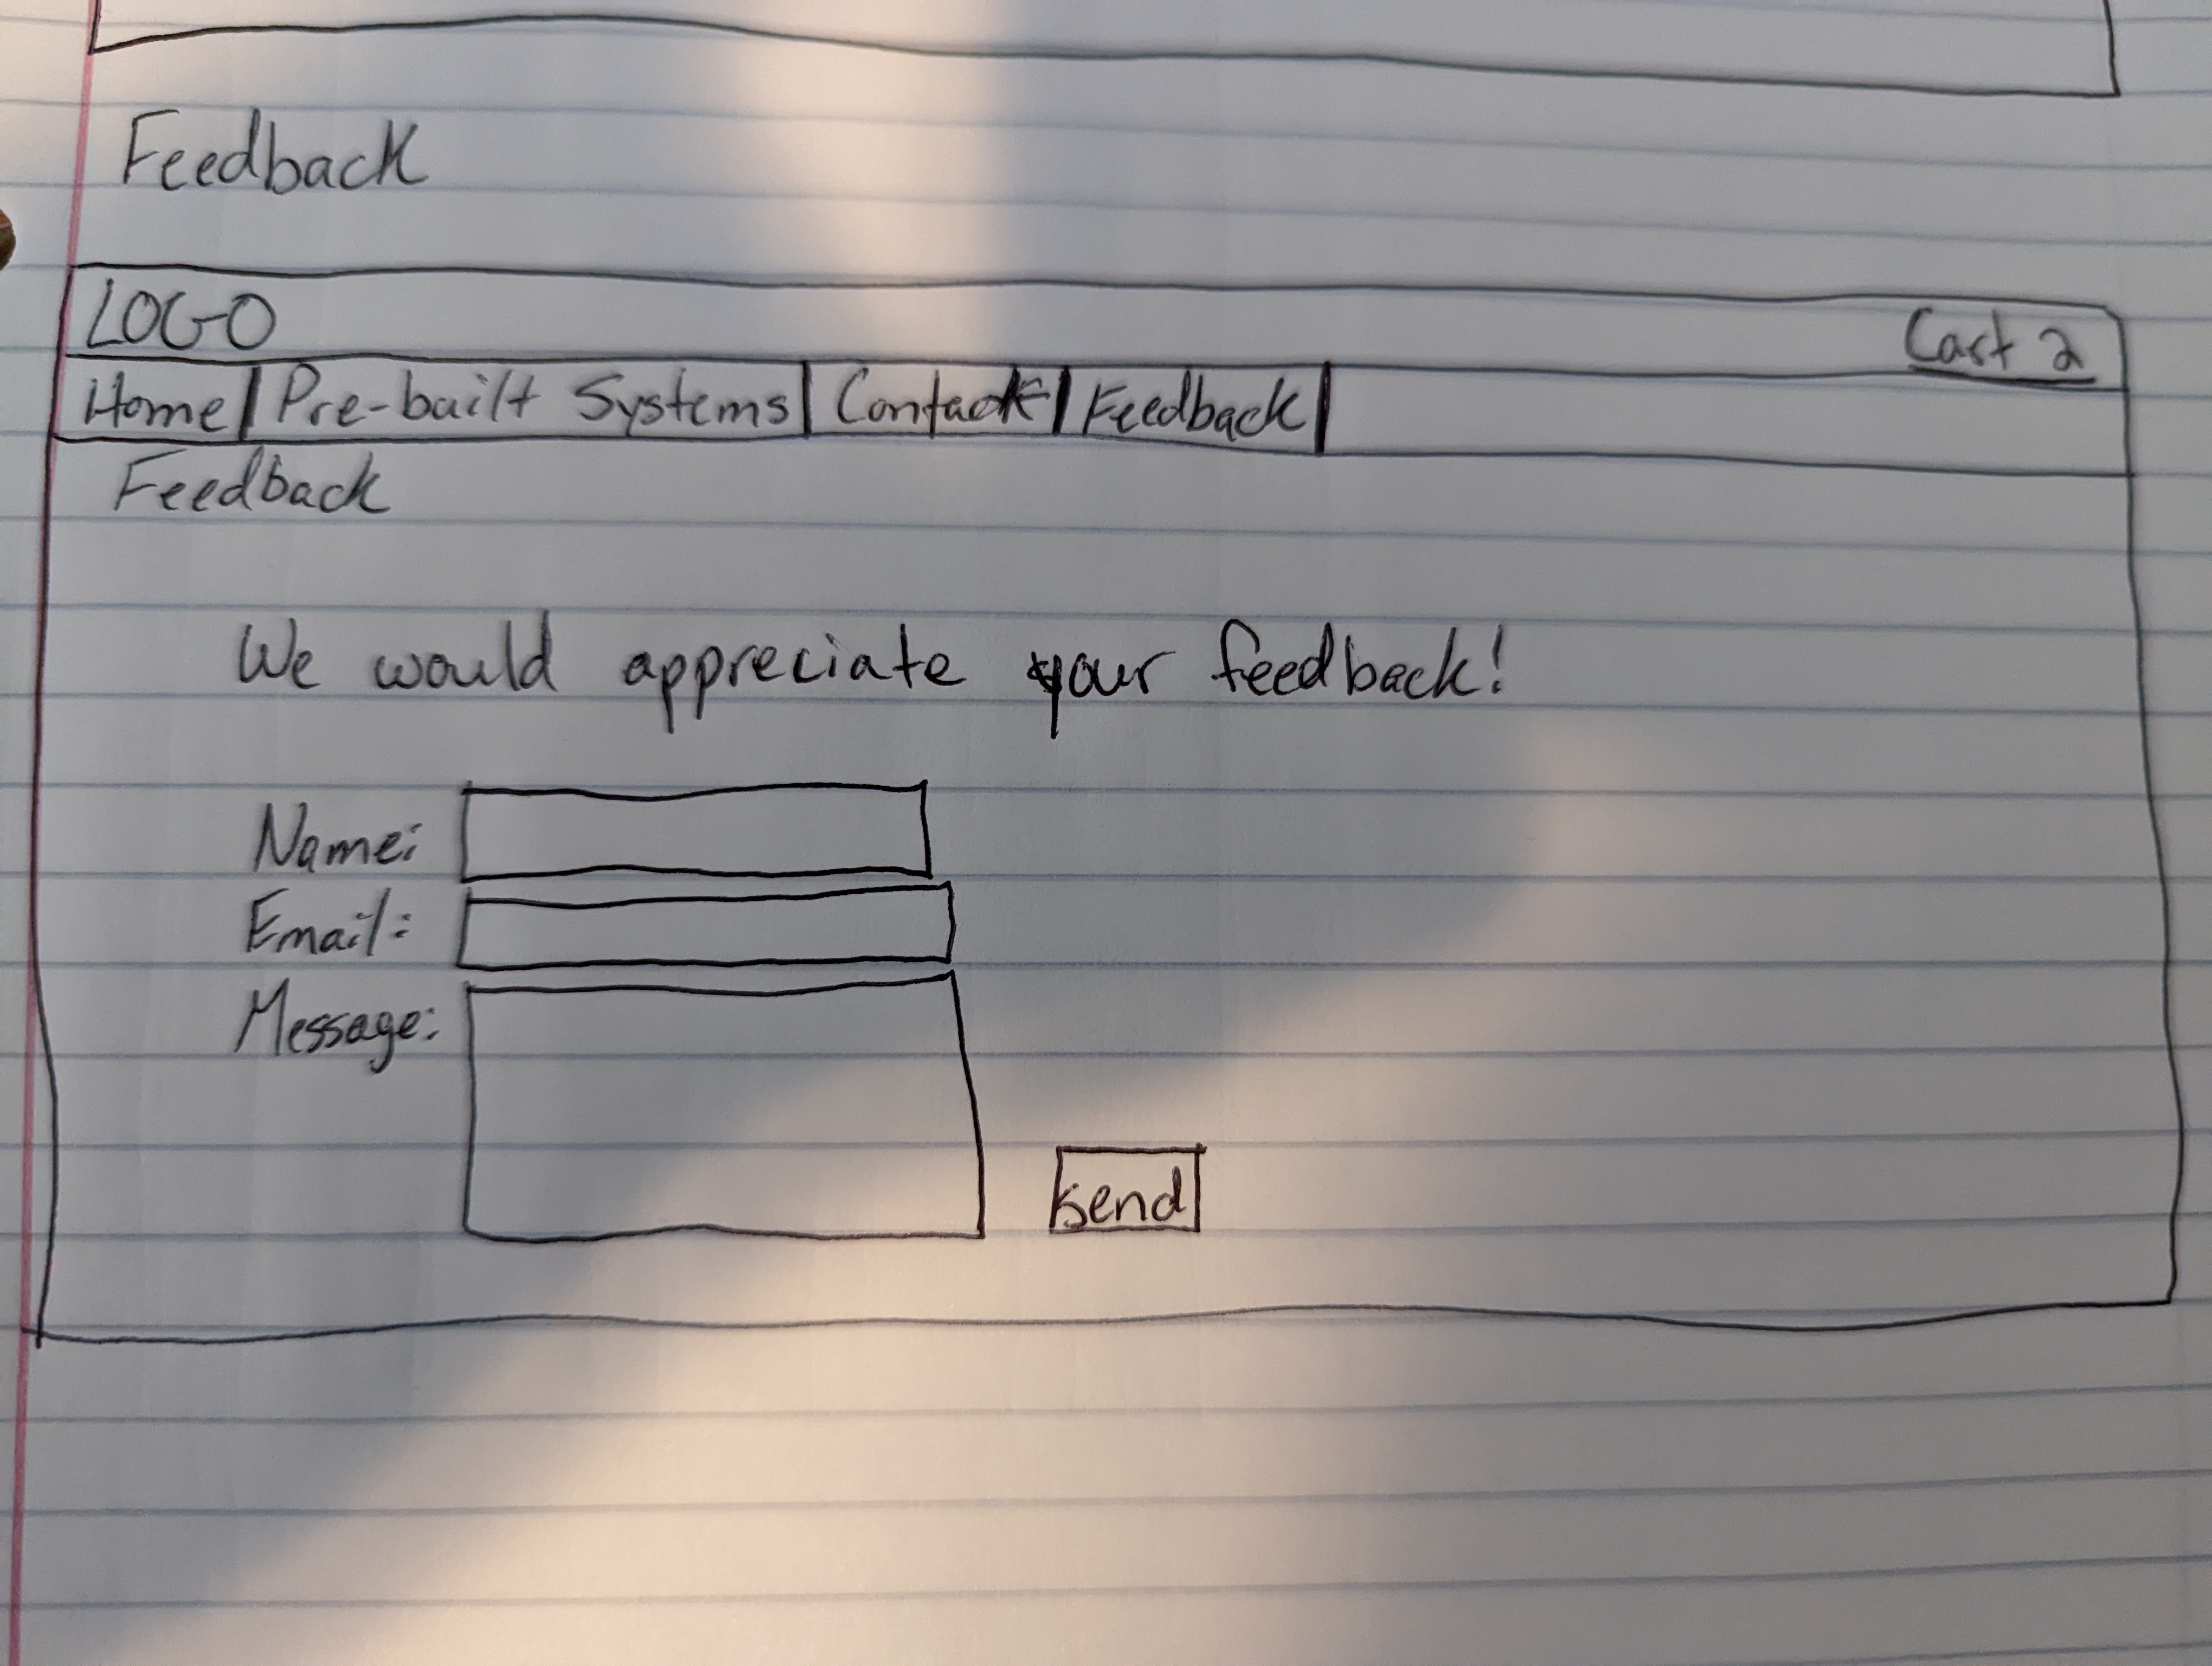 Feedback
LOGO
Cart 2
Home Pre-built Systems Contact Feedback
Feedback
We would appreciate your feedback!
Name:
Email:
Message:
Send